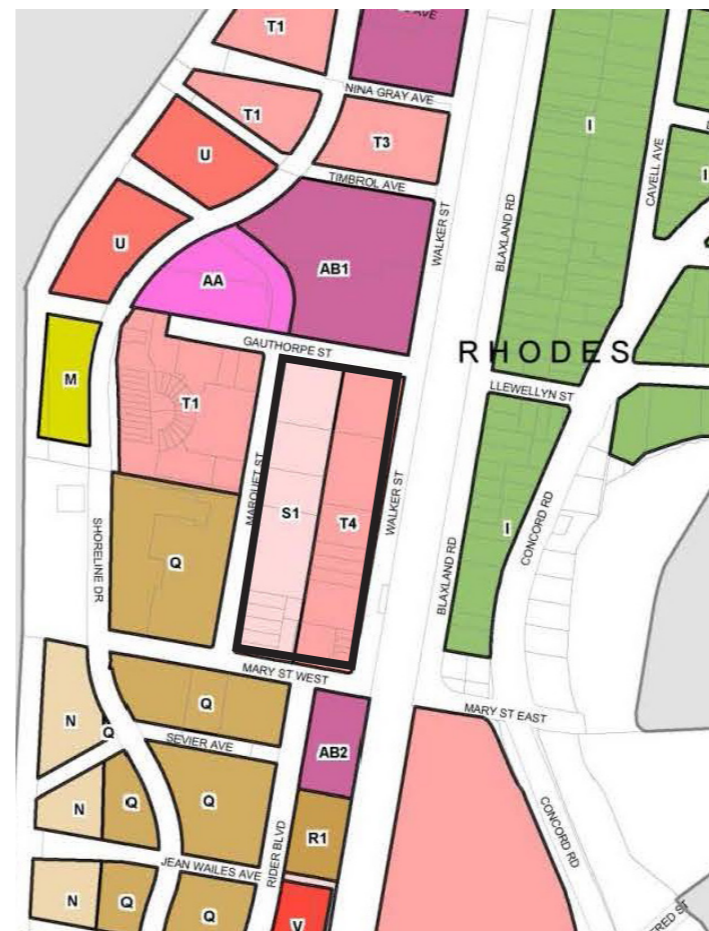 AVE
T1
NINA GRAY AVE
T1
T3
I
CAVELL AVE
U
TIMBROL AVE
I
WALKER ST
BLAXLAND RD
U
AA
AB1
GAUTHORPE ST
RHODES
M
T1
LLEWELLYN ST
MARQUET ST
S1
T4
WALKER ST
I
CONCORD RD
SHORELINE DR
Q
BLAXLAND RD
MARY ST WEST
N
Q
Q
MARY ST EAST
SEVIER AVE
AB2
N
Q
Q
R1
CONCORD RD
JEAN WAILES AVE
RIDER BLVD
N
Q
Q
V